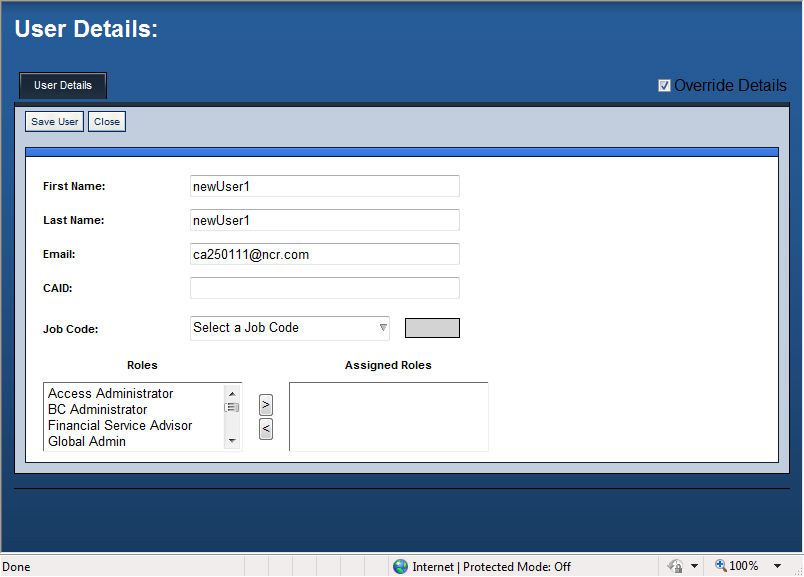 User Details:
User Details
Override Details
Save User Close
First Name: newUser1
Last Name: newUser1
Email: ca250111@ncr.com
CAID:
Job Code: Select a Job Code
Roles Assigned Roles
Access Administrator
BC Administrator
>
Financial Service Advisor
<
Global Admin
Done Internet | Protected Mode: Off 100%